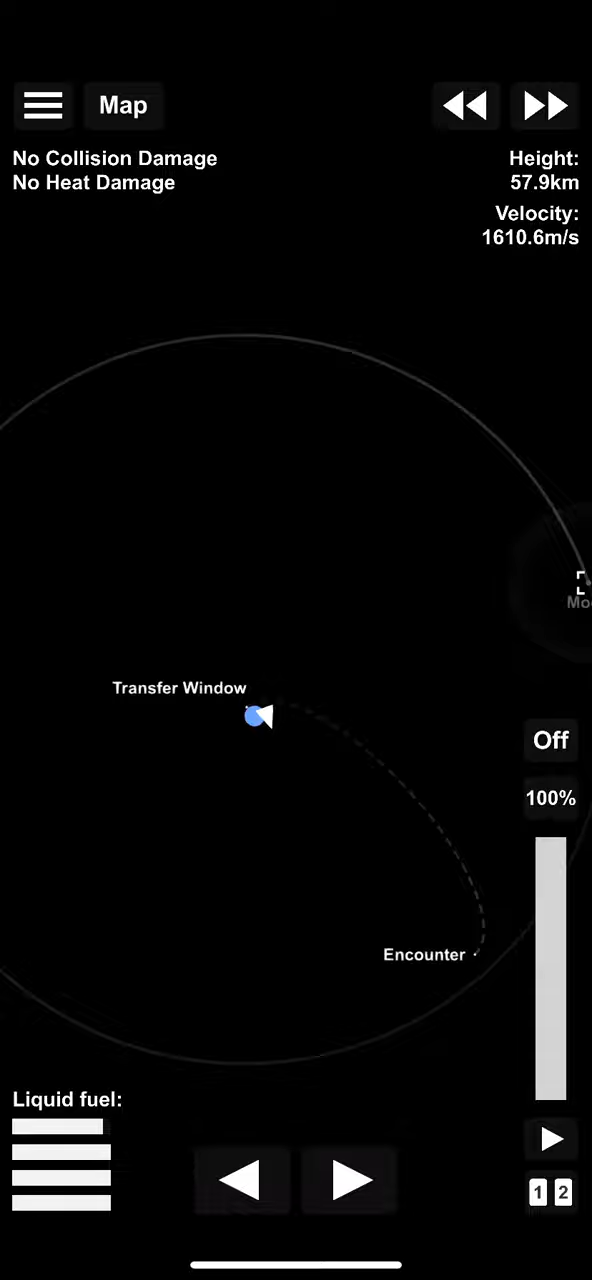 Map
No Collision Damage
No Heat Damage
Height:
57.9km
Velocity:
1610.6m/s
Transfer Window
Off
100%
Encounter
Liquid fuel:
1 2